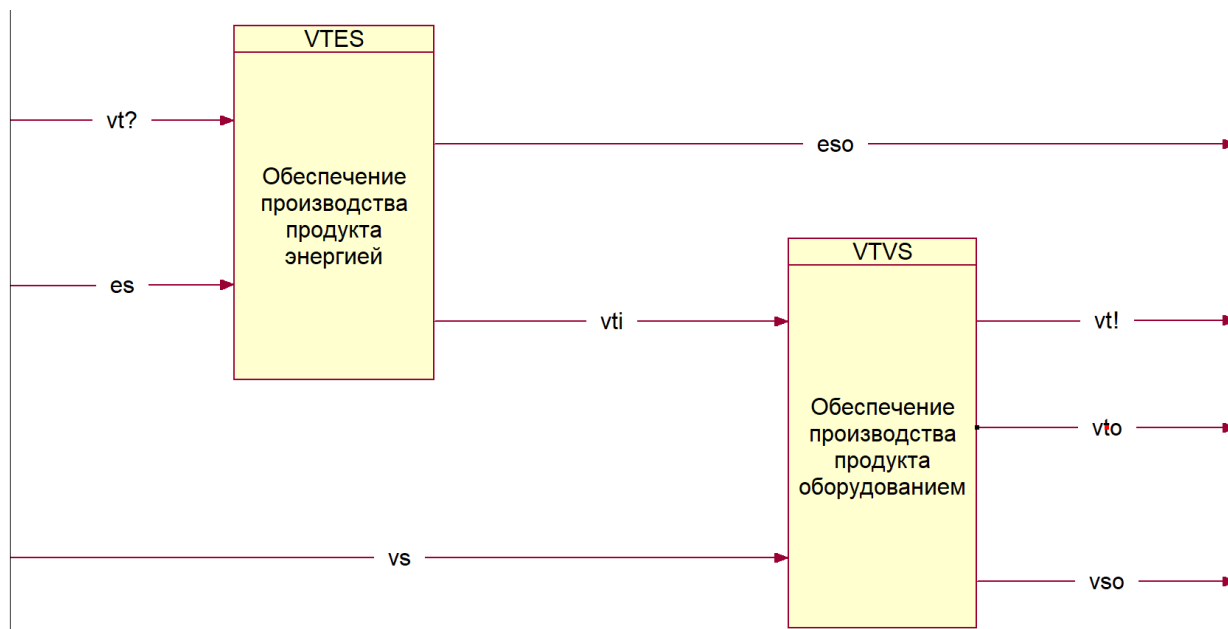 VTES
vt?
Обеспечение
производства
продукта
энергией
eso
es
VTVS
vti
vt!
Обеспечение
производства
продукта
оборудованием
vto
vs
vso